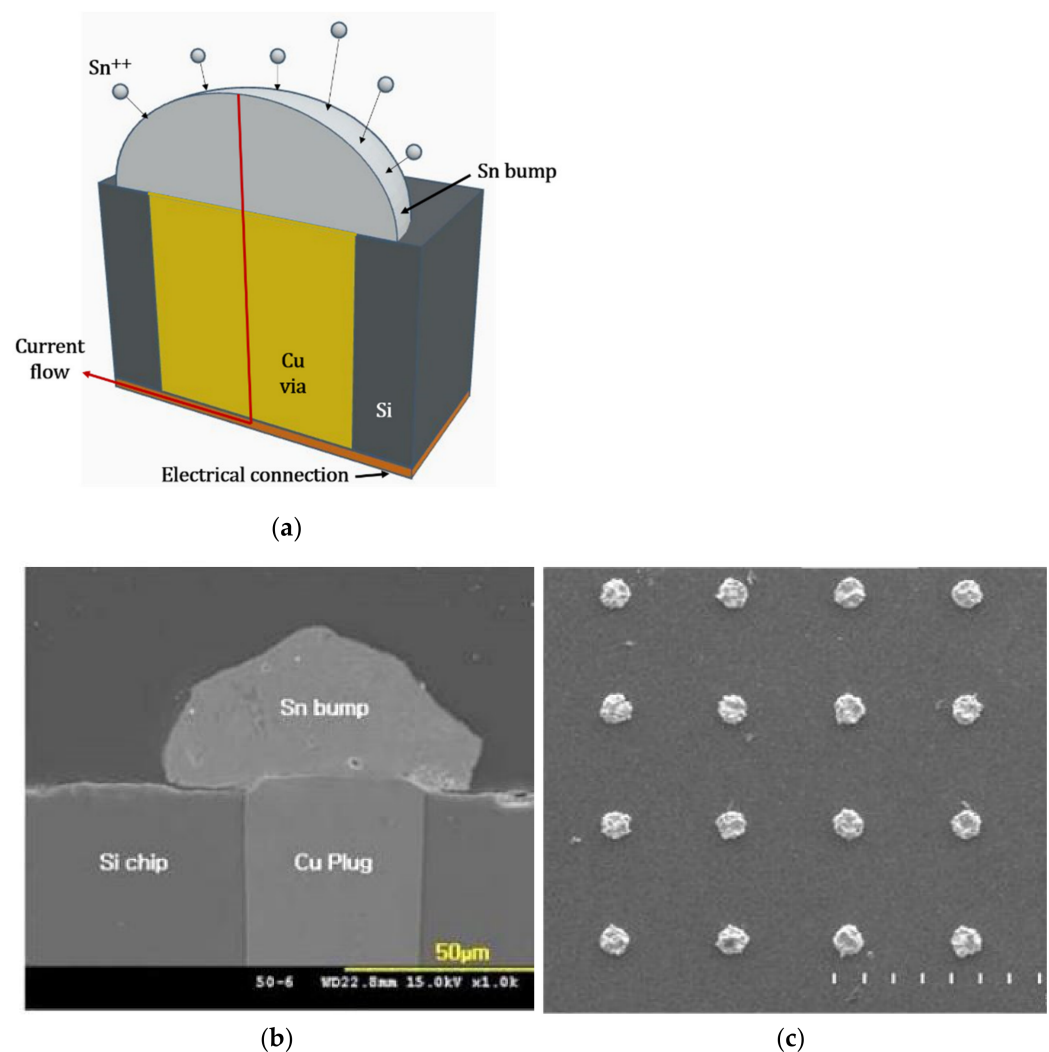 Sn++
Sn bump
Current
flow
Cu
via
Si
Electrical connection
(a)
Sn bump
Si chip
Cu Plug
50µm
50-6 WD22.8mm 15.0kV x1.0k
(b)
(c)